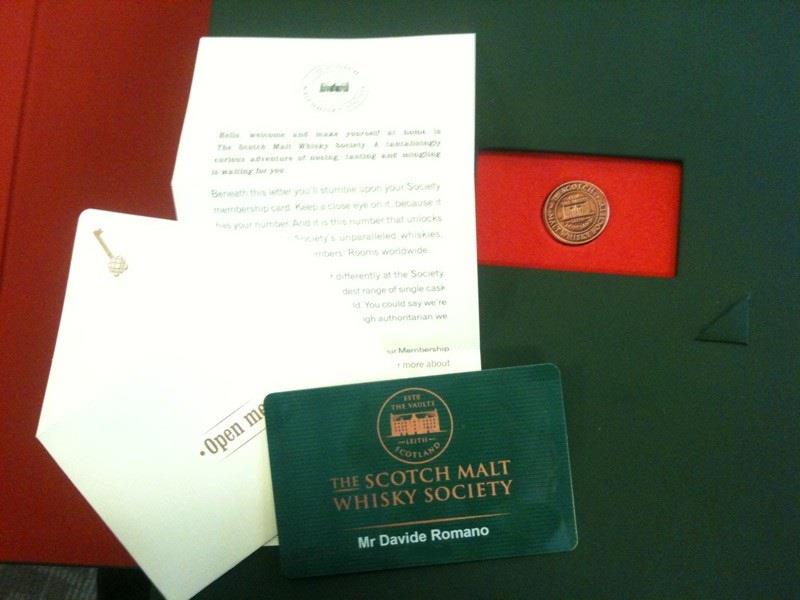 Hello, welcome and make yourself at home in
The Scotch Malt Whisky Society. A tantalisingly
curious adventure of nosing, tasting and mingling
is waiting for you.
Beneath this letter you'll stumble upon your Society
membership card. Keep a close eye on it, because it
has your number. And it is this number that unlocks
Society's unparalleled whiskies,
Rooms worldwide.
differently at the Society.
range of single cask
You could say we're
authoritarian we
Membership
more about
•Open me
SCOTCH
MALT WHISKY
ESTD
THE VAULTS
LEITH
SCOTLAND
THE SCOTCH MALT
WHISKY SOCIETY
Mr Davide Romano